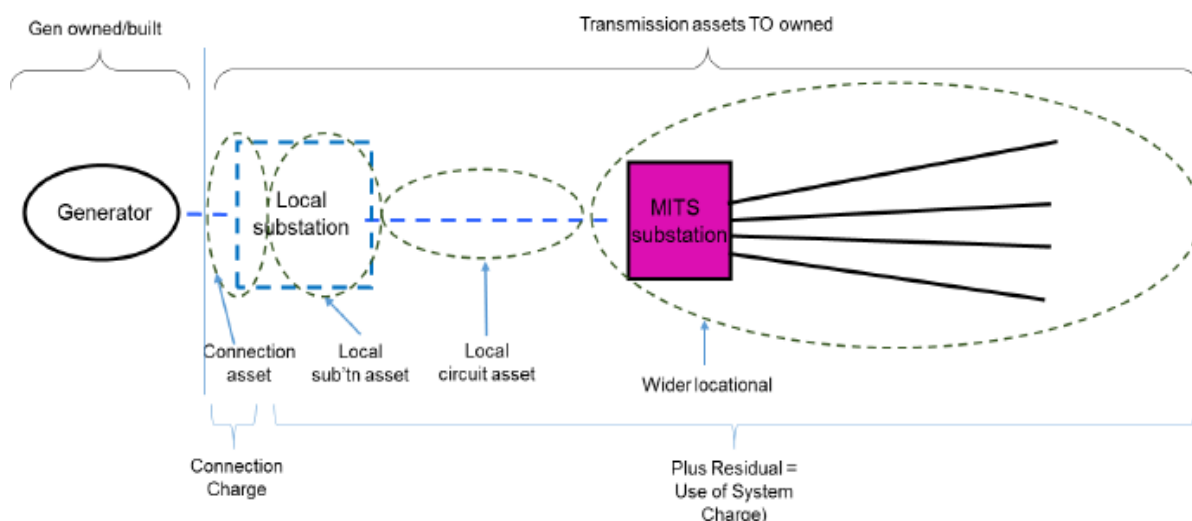 Gen owned/built
Transmission assets TO owned
Generator
Local
substation
MITS
substation
Connection
asset
Local
sub'tn asset
Local
circuit asset
Wider locational
Connection
Charge
Plus Residual =
Use of System
Charge)